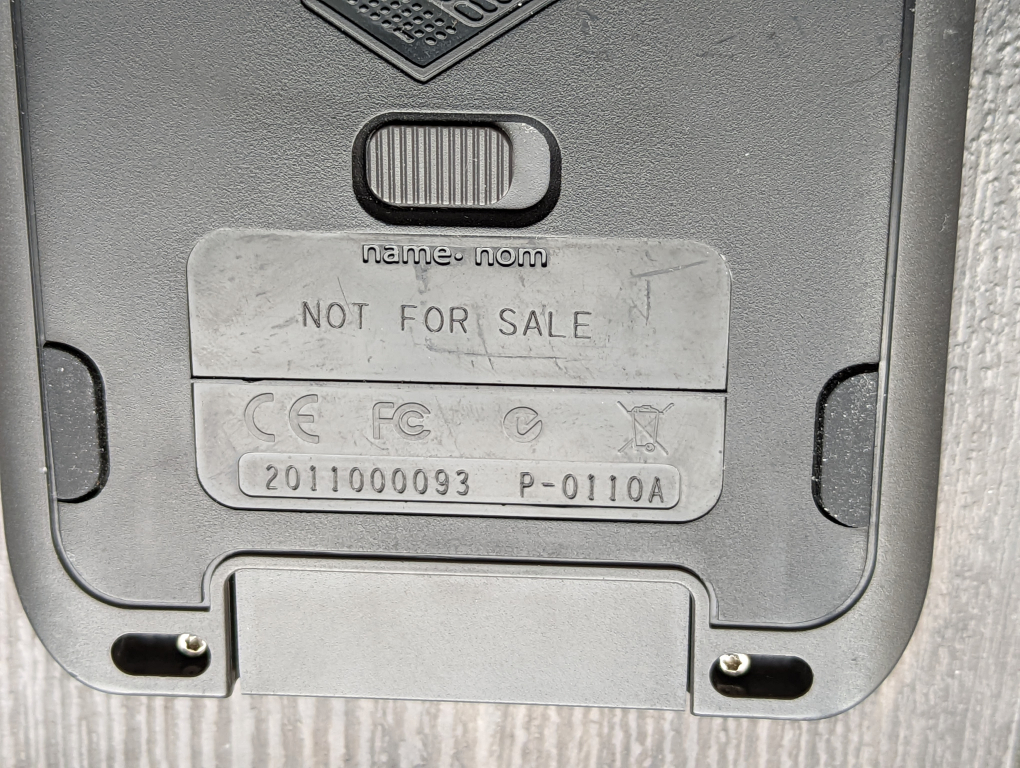 name• nom
NOT FOR SALE
CE FC
2011000093 P-0110A